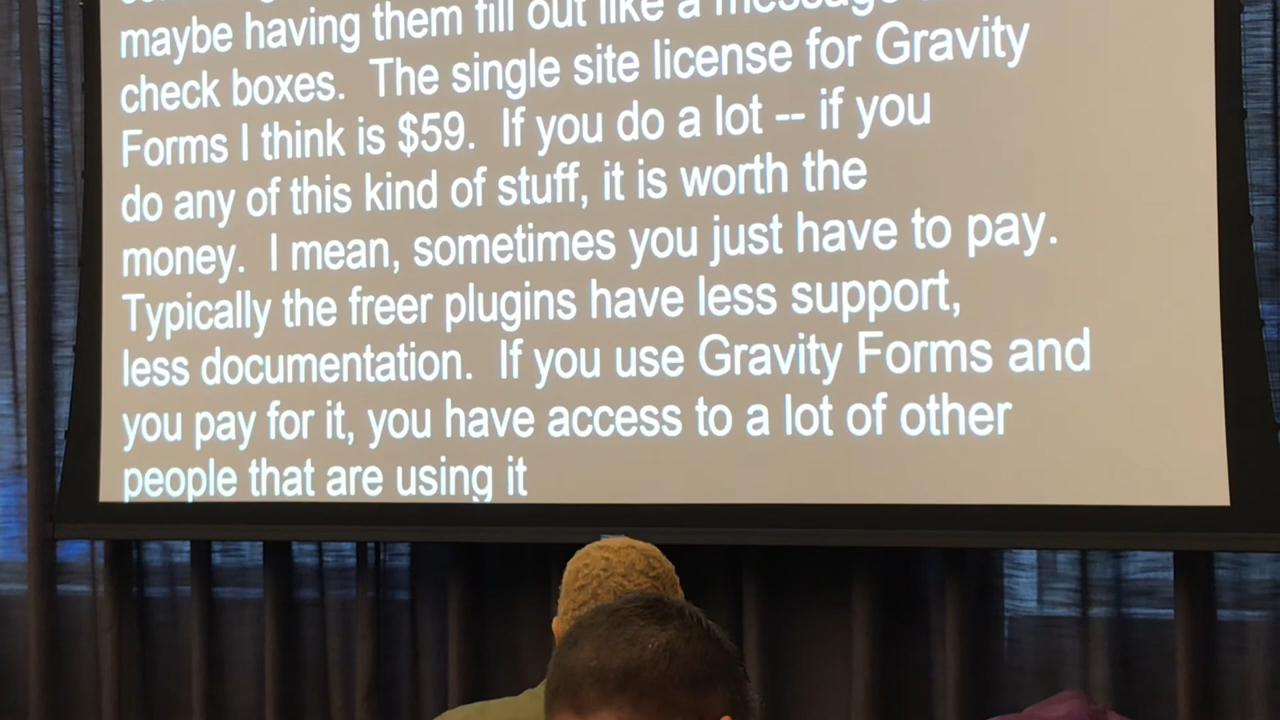 maybe having them fill out like a message
check boxes. The single site license for Gravity
Forms I think is $59. If you do a lot -- if you
do any of this kind of stuff, it is worth the
money. I mean, sometimes you just have to pay.
Typically the freer plugins have less support,
less documentation. If you use Gravity Forms and
you pay for it, you have access to a lot of other
people that are using it